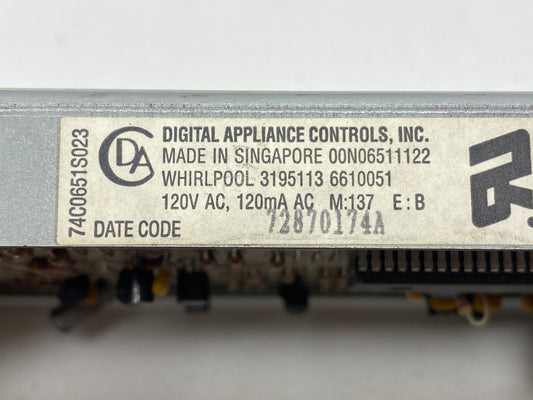 DIGITAL APPLIANCE CONTROLS, INC.
MADE IN SINGAPORE 00N06511122
WHIRLPOOL 3195113 6610051
120V AC, 120mA AC M:137 E:B
DATE CODE 72870174A
74C0651S023
CDA